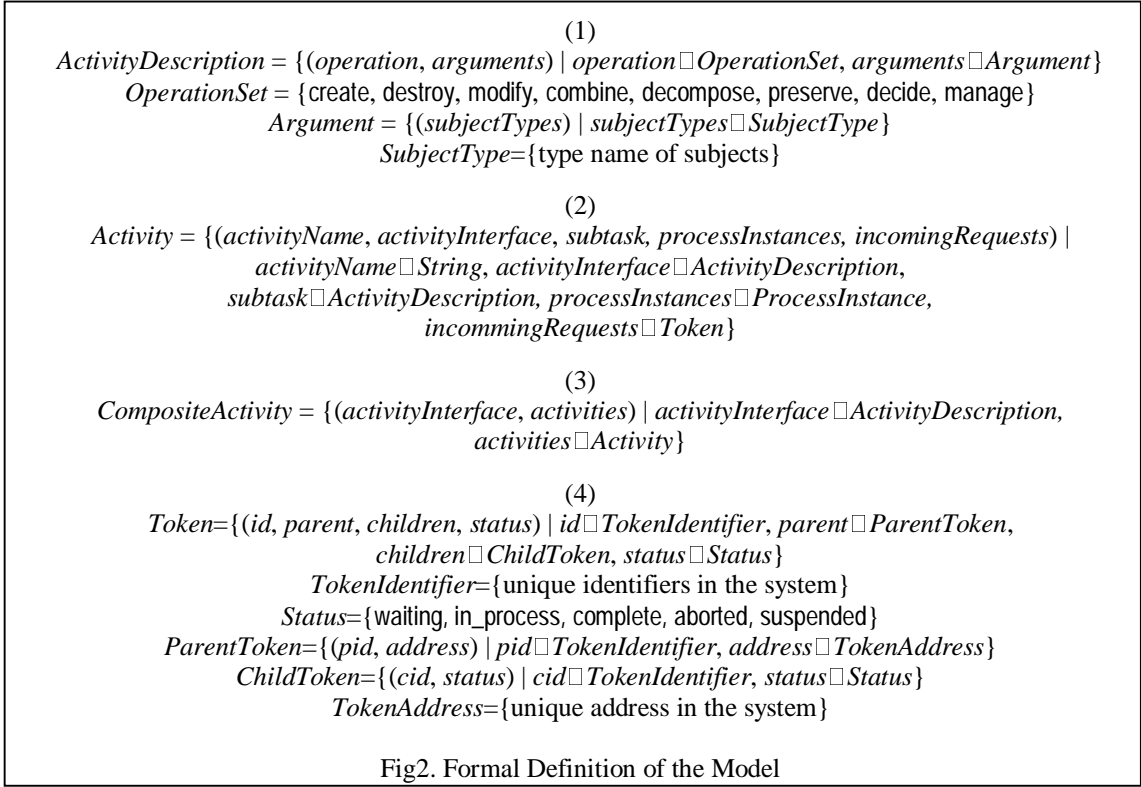 (1)
ActivityDescription = {(operation, arguments) | operation□OperationSet, arguments□Argument}
OperationSet = {create, destroy, modify, combine, decompose, preserve, decide, manage}
Argument = {(subjectTypes) | subjectTypes□SubjectType}
SubjectType={type name of subjects}
(2)
Activity = {(activityName, activityInterface, subtask, processInstances, incomingRequests) |
activityName□String, activityInterface□ActivityDescription,
subtask□ActivityDescription, processInstances□ProcessInstance,
incommingRequests□Token}
(3)
CompositeActivity = {(activityInterface, activities) | activityInterface□ActivityDescription,
activities□Activity}
(4)
Token={(id, parent, children, status) | id□TokenIdentifier, parent□ParentToken,
children□ChildToken, status□Status}
TokenIdentifier={unique identifiers in the system}
Status={waiting, in_process, complete, aborted, suspended}
ParentToken={(pid, address) | pid□TokenIdentifier, address□TokenAddress}
ChildToken={(cid, status) | cid□TokenIdentifier, status□Status}
TokenAddress={unique address in the system}
Fig2. Formal Definition of the Model